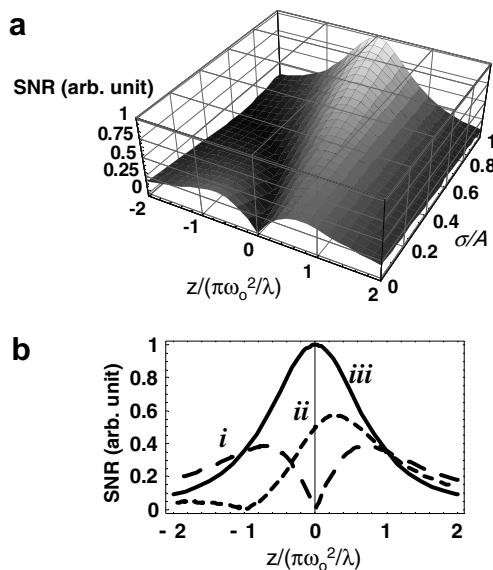 a
SNR (arb. unit)
1
0.75
0.5
0.25
0
-2
-1
0
1
2
z/(πω₀²/λ)
0
0.2
0.4
0.6
0.8
1
σ/A
b
SNR (arb. unit)
1
0.8
0.6
0.4
0.2
0
i
ii
iii
- 2
- 1
0
1
2
z/(πω₀²/λ)